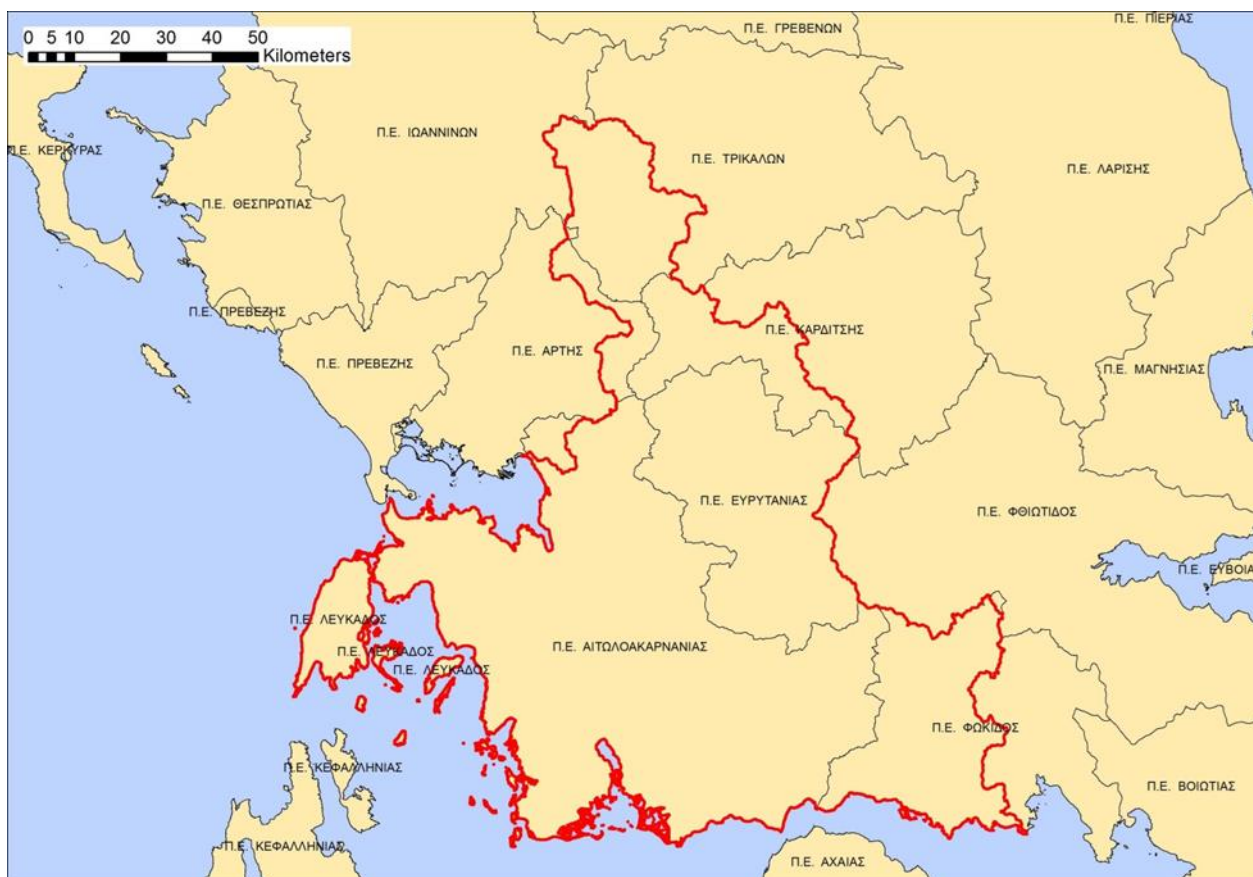 Π.Ε. ΠΙΕΡΙΑΣ
Π.Ε. ΓΡΕΒΕΝΩΝ
0 5 10 20 30 40 50
Kilometers
Π.Ε. ΙΩΑΝΝΙΝΩΝ
Π.Ε. ΚΕΡΚΥΡΑΣ
Π.Ε. ΤΡΙΚΑΛΩΝ
Π.Ε. ΛΑΡΙΣΗΣ
Π.Ε. ΘΕΣΠΡΩΤΙΑΣ
Π.Ε. ΠΡΕΒΕΖΗΣ
Π.Ε. ΚΑΡΔΙΤΣΗΣ
Π.Ε. ΑΡΤΗΣ
Π.Ε. ΠΡΕΒΕΖΗΣ
Π.Ε. ΜΑΓΝΗΣΙΑΣ
Π.Ε. ΕΥΡΥΤΑΝΙΑΣ
Π.Ε. ΦΘΙΩΤΙΔΟΣ
Π.Ε. ΕΥΒΟΙΑ
Π.Ε. ΛΕΥΚΑΔΟΣ
Π.Ε. ΑΙΤΩΛΟΑΚΑΡΝΑΝΙΑΣ
Π.Ε. ΛΕΥΚΑΔΟΣ
Π.Ε. ΛΕΥΚΑΔΟΣ
Π.Ε. ΦΩΚΙΔΟΣ
Π.Ε. ΚΕΦΑΛΛΗΝΙΑΣ
Π.Ε. ΒΟΙΩΤΙΑΣ
Π.Ε. ΚΕΦΑΛΛΗΝΙΑΣ
Π.Ε. ΑΧΑΙΑΣ